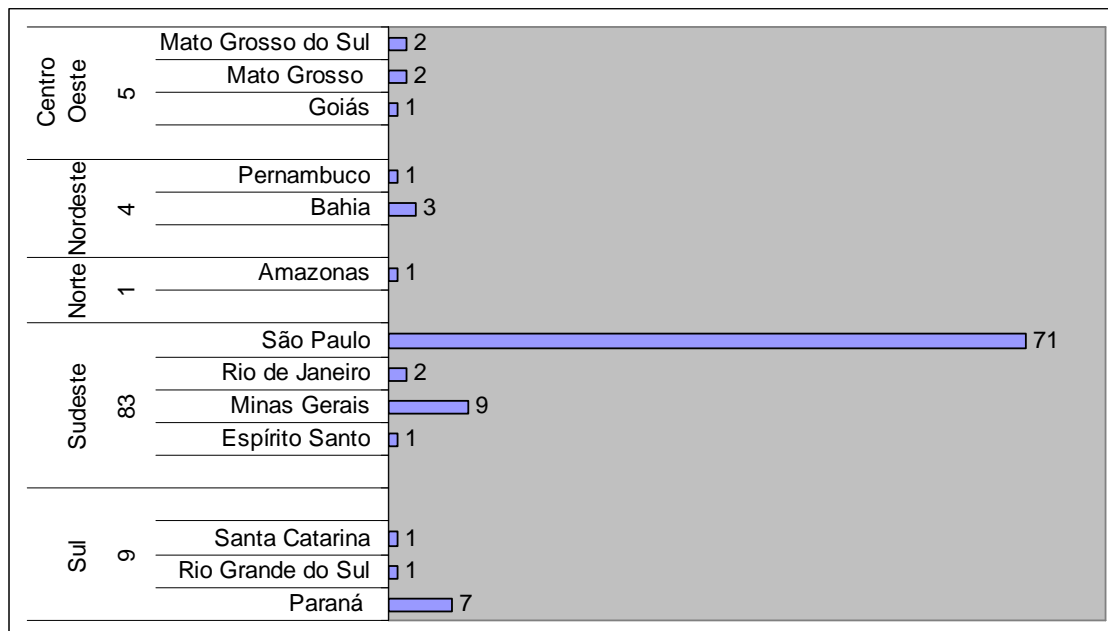 Centro
Oeste
5
Mato Grosso do Sul 2
Mato Grosso 2
Goiás 1
Nordeste
4
Pernambuco 1
Bahia 3
Norte
1
Amazonas 1
Sudeste
83
São Paulo 71
Rio de Janeiro 2
Minas Gerais 9
Espírito Santo 1
Sul
9
Santa Catarina 1
Rio Grande do Sul 1
Paraná 7